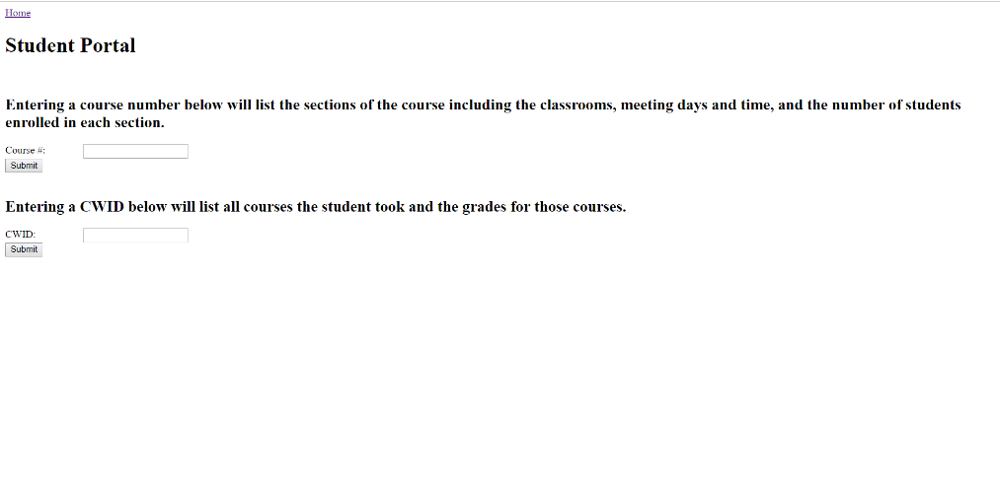 Home
Student Portal
Entering a course number below will list the sections of the course including the classrooms, meeting days and time, and the number of students
enrolled in each section.
Course #:
Submit
Entering a CWID below will list all courses the student took and the grades for those courses.
CWID:
Submit